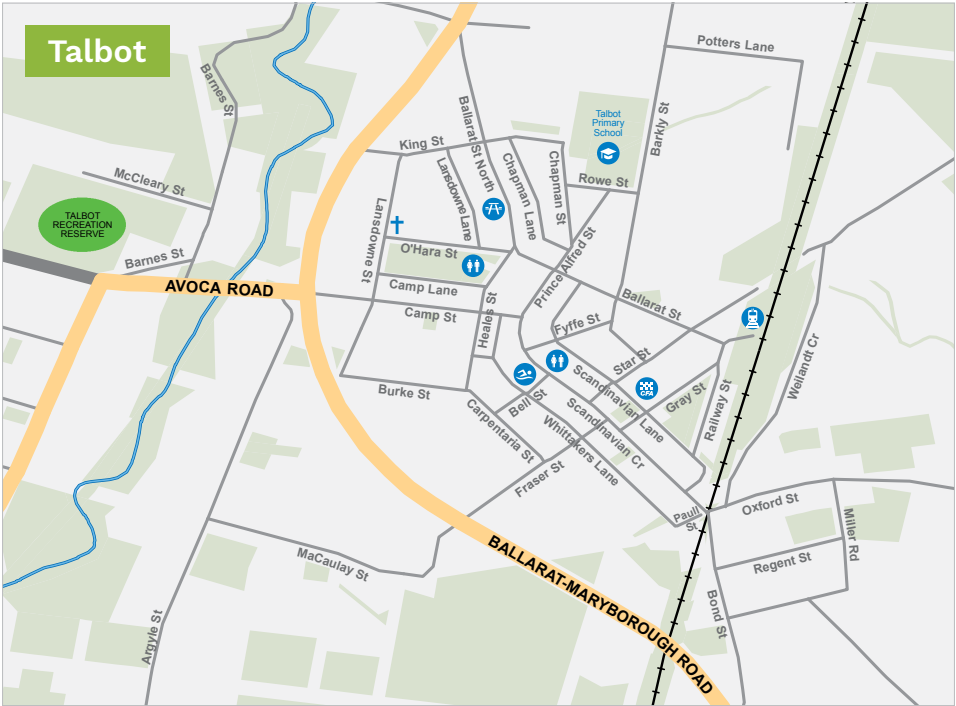 Talbot
Potters Lane
Barnes St
Ballarat St North
Talbot
Primary
School
Barkly St
King St
Lansdowne Lane
Chapman Lane
Chapman St
Rowe St
McCleary St
TALBOT
RECREATION
RESERVE
Lansdowne St
O'Hara St
Prince Alfred St
Barnes St
AVOCA ROAD
Camp Lane
Camp St
Heales St
Ballarat St
Fyffe St
Star St
Weilandt Cr
Scandinavian Lane
CFA
Gray St
Railway St
Burke St
Bell St
Carpentaria St
Scandinavian Cr
Whittakers Lane
Fraser St
Paull
St
Oxford St
Miller Rd
Regent St
BALLARAT-MARYBOROUGH ROAD
MaCaulay St
Argyle St
Bond St